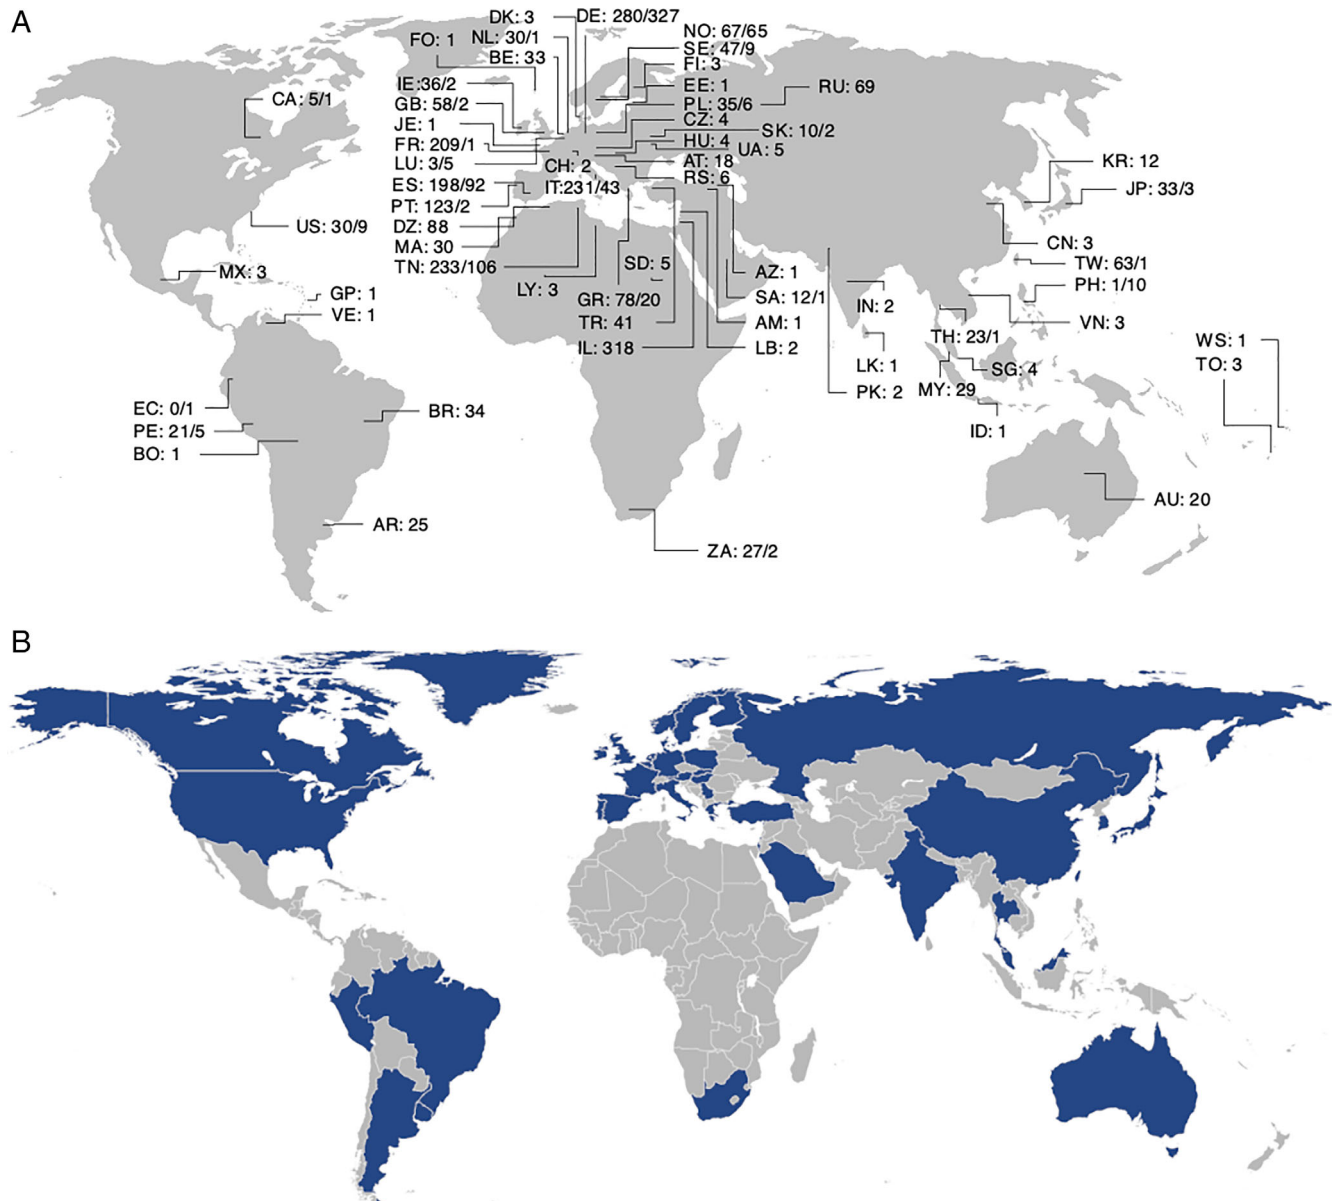 A
DK: 3
DE: 280/327
FO: 1
NL: 30/1
NO: 67/65
SE: 47/9
BE: 33
FI: 3
IE: 36/2
EE: 1
RU: 69
CA: 5/1
GB: 58/2
PL: 35/6
JE: 1
CZ: 4
SK: 10/2
FR: 209/1
HU: 4
UA: 5
LU: 3/5
CH: 2
AT: 18
KR: 12
RS: 6
ES: 198/92
IT:231/43
JP: 33/3
PT: 123/2
US: 30/9
DZ: 88
MA: 30
CN: 3
TN: 233/106
SD: 5
TW: 63/1
MX: 3
AZ: 1
LY: 3
PH: 1/10
GP: 1
GR: 78/20
SA: 12/1
IN: 2
VE: 1
TR: 41
AM: 1
VN: 3
TH: 23/1
WS: 1
IL: 318
LB: 2
LK: 1
SG: 4
TO: 3
PK: 2
MY: 29
EC: 0/1
BR: 34
PE: 21/5
ID: 1
BO: 1
AU: 20
AR: 25
ZA: 27/2
B